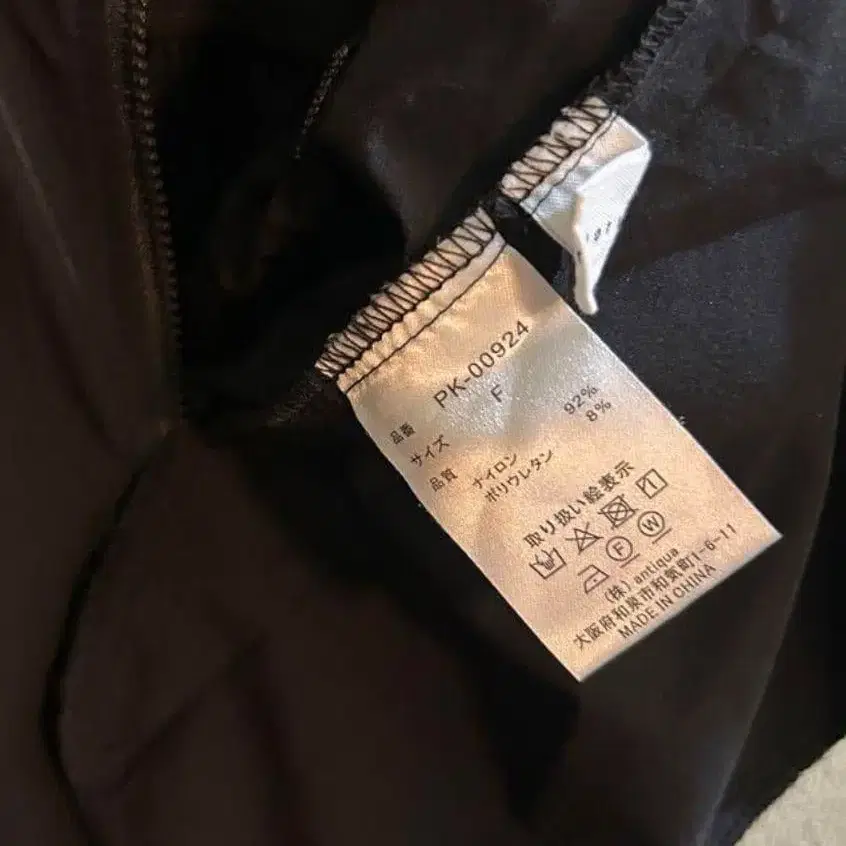 品番 PK-00924
サイズ F
品質 ナイロン 92%
ポリウレタン 8%
取り扱い絵表示
F W
(株) antiqua
大阪府和泉市和気町1-6-11
MADE IN CHINA